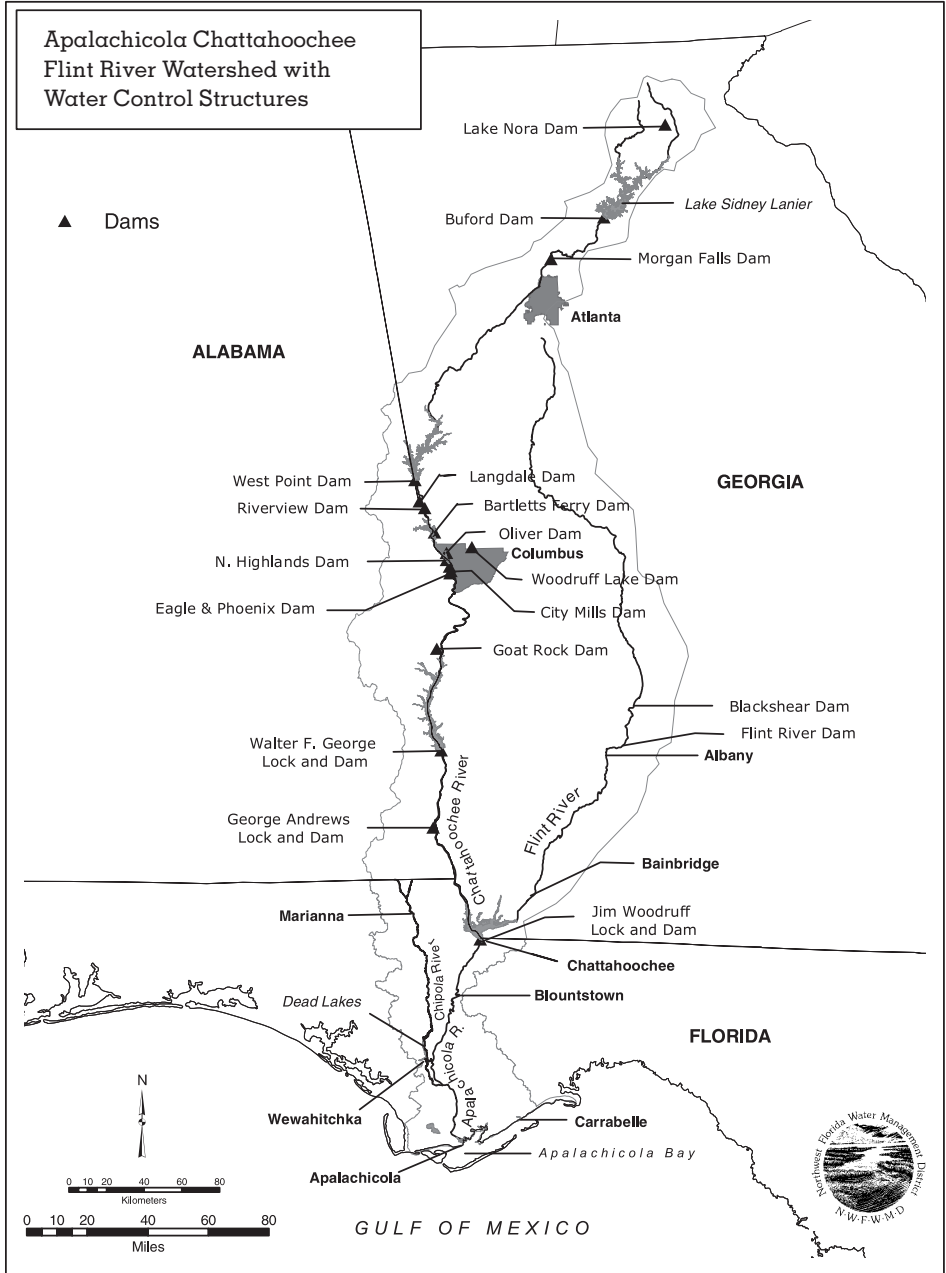 Apalachicola Chattahoochee
Flint River Watershed with
Water Control Structures
Lake Nora Dam
Lake Sidney Lanier
Dams
Buford Dam
Morgan Falls Dam
Atlanta
ALABAMA
West Point Dam
Langdale Dam
GEORGIA
Riverview Dam
Bartletts Ferry Dam
Oliver Dam
Columbus
N. Highlands Dam
Woodruff Lake Dam
Eagle & Phoenix Dam
City Mills Dam
Goat Rock Dam
Blackshear Dam
Flint River Dam
Walter F. George
Lock and Dam
Albany
Chattahoochee River
Flint River
George Andrews
Lock and Dam
Bainbridge
Marianna
Jim Woodruff
Lock and Dam
Chattahoochee
Chipola River
Blountstown
Dead Lakes
FLORIDA
Apalachicola R.
N
Wewahitchka
Carrabelle
Apalachicola Bay
Apalachicola
0 10 20 40 60 80
Kilometers
0 10 20 40 60 80
Miles
GULF OF MEXICO
Northwest Florida Water Management District
N-W-F-W-M-D